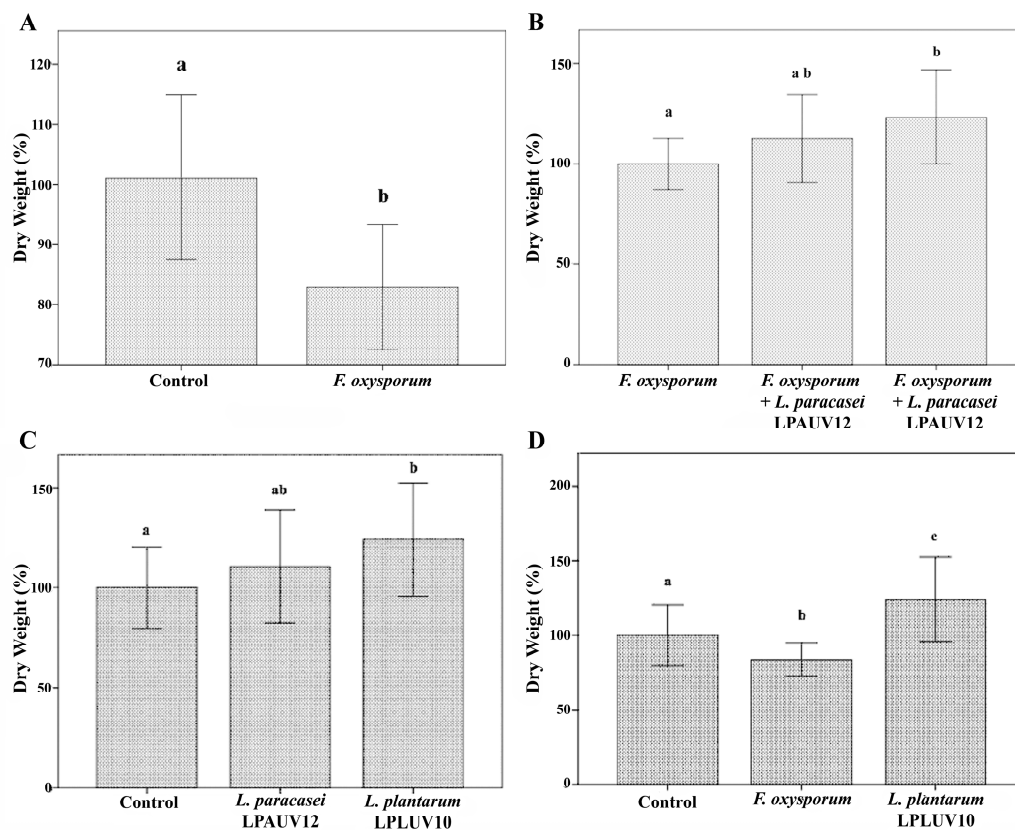 A
Dry Weight (%)
120
110
100
90
80
70
a
b
Control
F. oxysporum
B
Dry Weight (%)
150
100
50
0
a
a b
b
F. oxysporum
F. oxysporum
+ L. paracasei
LPAUV12
F. oxysporum
+ L. paracasei
LPAUV12
C
Dry Weight (%)
150
100
50
0
a
ab
b
Control
L. paracasei
LPAUV12
L. plantarum
LPLUV10
D
Dry Weight (%)
200
150
100
50
0
a
b
c
Control
F. oxysporum
L. plantarum
LPLUV10